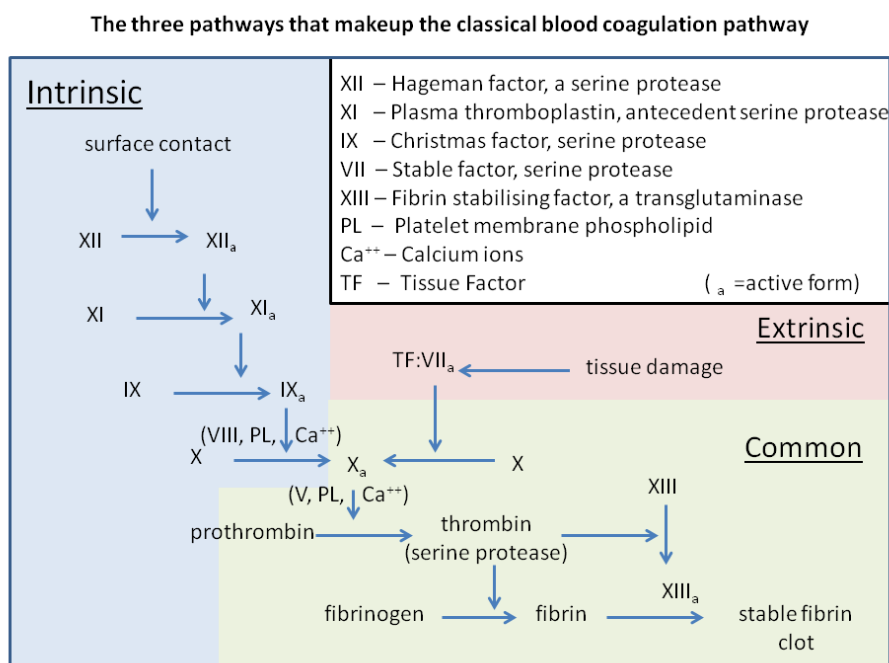 The three pathways that makeup the classical blood coagulation pathway
Intrinsic
XII – Hageman factor, a serine protease
XI – Plasma thromboplastin, antecedent serine protease
IX – Christmas factor, serine protease
VII – Stable factor, serine protease
XIII – Fibrin stabilising factor, a transglutaminase
PL – Platelet membrane phospholipid
Ca++ – Calcium ions
TF – Tissue Factor ( a =active form)
surface contact
XII XIIa
XI XIa
IX IXa
Extrinsic
TF:VIIa tissue damage
(VIII, PL, Ca++)
X Xa X
Common
(V, PL, Ca++)
XIII
prothrombin thrombin
(serine protease)
XIIIa
fibrinogen fibrin stable fibrin
clot